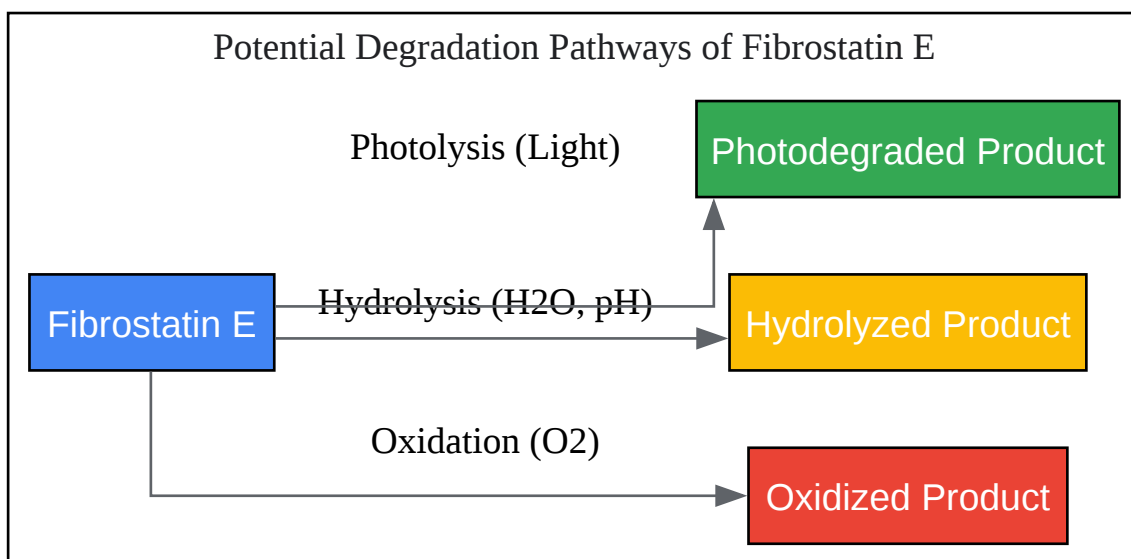 Potential Degradation Pathways of Fibrostatin E
Photolysis (Light)
Photodegraded Product
Fibrostatin E
Hydrolysis (H2O, pH)
Hydrolyzed Product
Oxidation (O2)
Oxidized Product